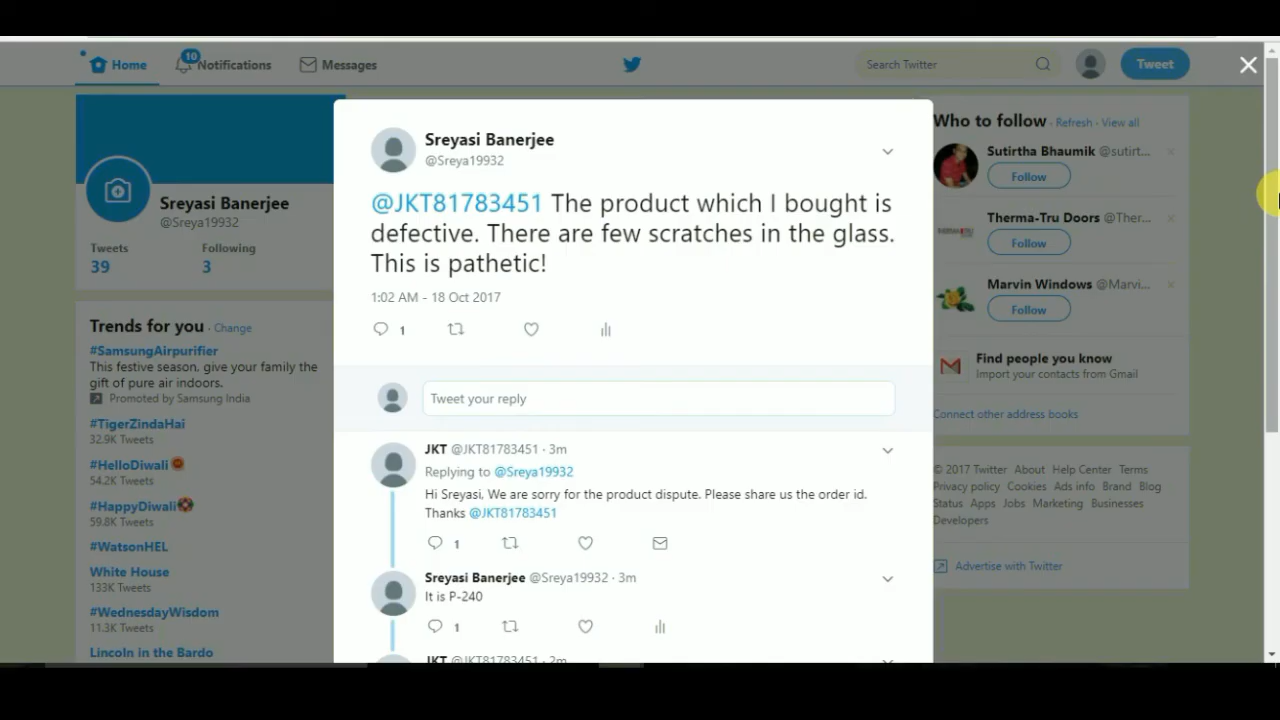 Home
10
Notifications
Messages
Search Twitter
Tweet
Sreyasi Banerjee
@Sreya19932
Tweets
Following
39
3
Trends for you · Change
#SamsungAirpurifier
This festive season, give your family the
gift of pure air indoors.
Promoted by Samsung India
#TigerZindaHai
32.9K Tweets
#HelloDiwali
54.2K Tweets
#HappyDiwali
59.8K Tweets
#WatsonHEL
White House
133K Tweets
#WednesdayWisdom
11.3K Tweets
Lincoln in the Bardo
Sreyasi Banerjee
@Sreya19932
@JKT81783451 The product which I bought is
defective. There are few scratches in the glass.
This is pathetic!
1:02 AM - 18 Oct 2017
1
Tweet your reply
JKT @JKT81783451 · 3m
Replying to @Sreya19932
Hi Sreyasi, We are sorry for the product dispute. Please share us the order id.
Thanks @JKT81783451
1
Sreyasi Banerjee @Sreya19932 · 3m
It is P-240
1
JKT @JKT81783451 · 2m
Who to follow · Refresh · View all
Sutirtha Bhaumik @sutirt...
Follow
Therma-Tru Doors @Ther...
Follow
Marvin Windows @Marvi...
Follow
Find people you know
Import your contacts from Gmail
Connect other address books
© 2017 Twitter About Help Center Terms
Privacy policy Cookies Ads info Brand Blog
Status Apps Jobs Marketing Businesses
Developers
Advertise with Twitter